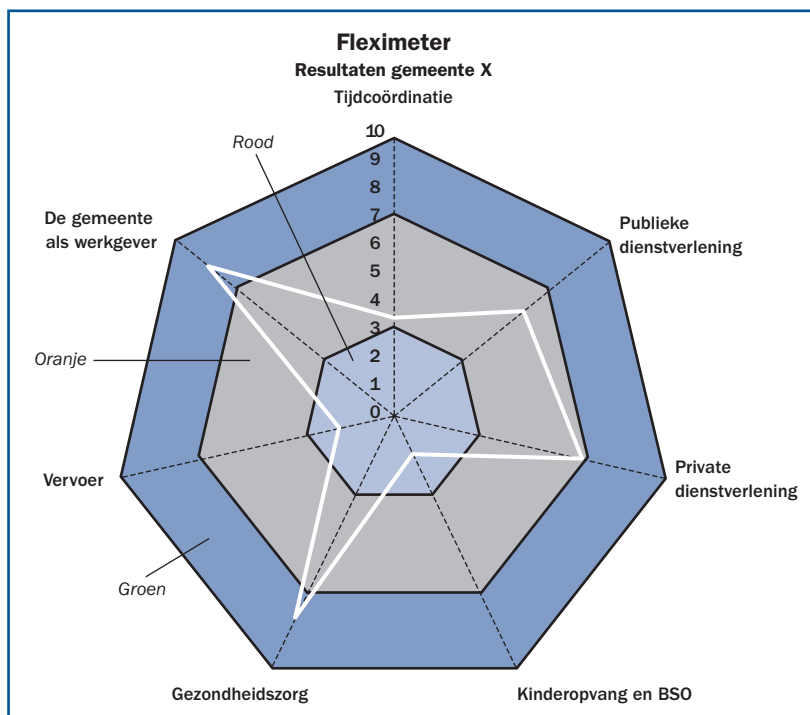 Fleximeter
Resultaten gemeente X
Tijdcoördinatie
10
9
8
7
6
5
4
3
2
1
0
Rood
De gemeente
als werkgever
Publieke
dienstverlening
Oranje
Vervoer
Private
dienstverlening
Groen
Gezondheidszorg
Kinderopvang en BSO